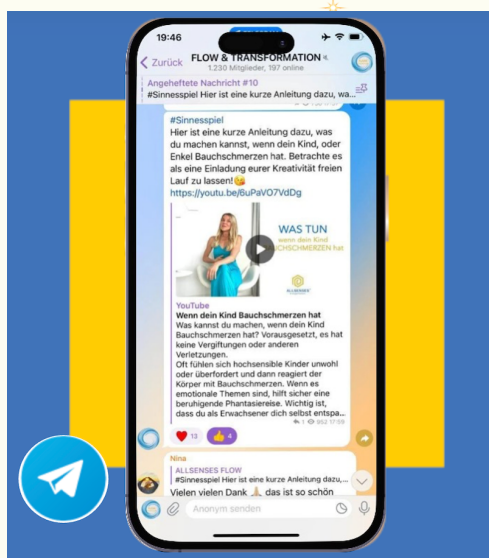 19:46
Zurück
FLOW & TRANSFORMATION
1.230 Mitglieder, 197 online
Angeheftete Nachricht #10
#Sinnesspiel Hier ist eine kurze Anleitung dazu, wa...
#Sinnesspiel
Hier ist eine kurze Anleitung dazu, was
du machen kannst, wenn dein Kind, oder
Enkel Bauchschmerzen hat. Betrachte es
als eine Einladung eurer Kreativität freien
Lauf zu lassen!
https://youtu.be/6uPaVO7VdDg
WAS TUN
wenn dein Kind
BAUCHSCHMERZEN hat
ALLSENSES
YouTube
Wenn dein Kind Bauchschmerzen hat
Was kannst du machen, wenn dein Kind
Bauchschmerzen hat? Vorausgesetzt, es hat
keine Vergiftungen oder anderen
Verletzungen.
Oft fühlen sich hochsensible Kinder unwohl
oder überfordert und dann reagiert der
Körper mit Bauchschmerzen. Wenn es
emotionale Themen sind, hilft sicher eine
beruhigende Phantasiereise. Wichtig ist,
dass du als Erwachsener dich selbst entspa...
1 952 17:59
13 4
Nina
ALLSENSES FLOW
#Sinnesspiel Hier ist eine kurze Anleitung dazu,...
Vielen vielen Dank das ist so schön
Anonym senden